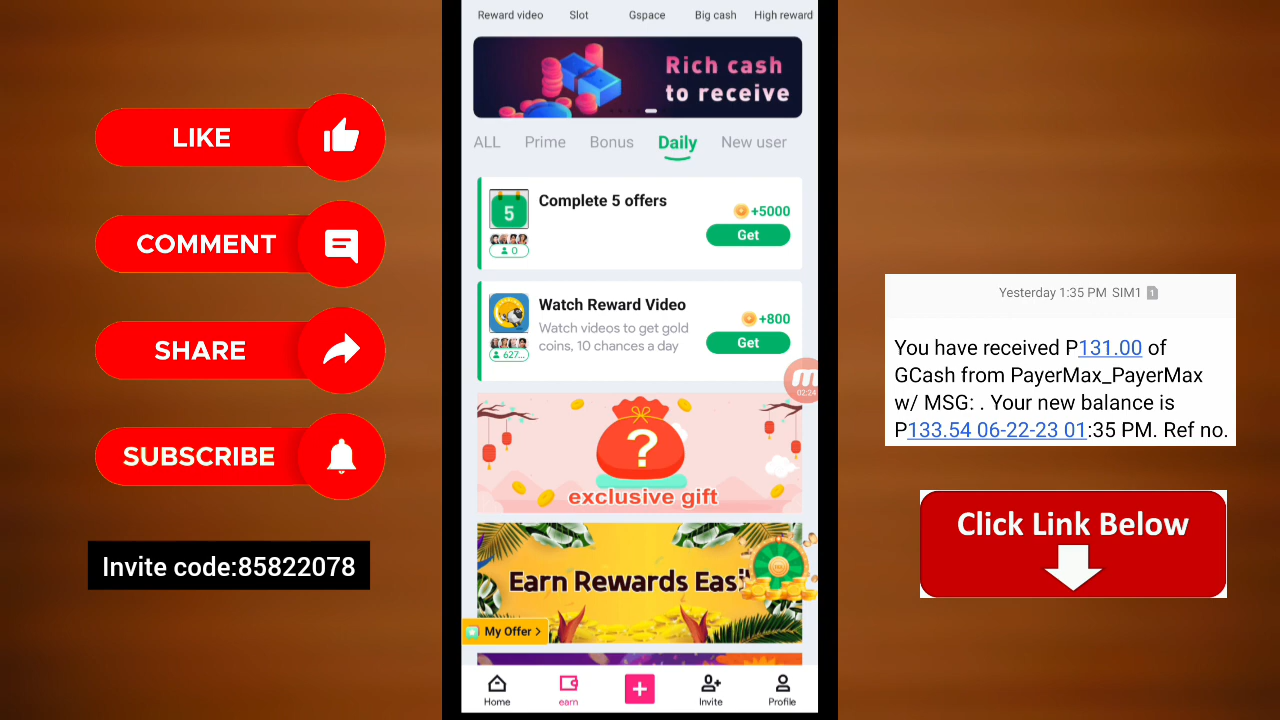 LIKE
COMMENT
SHARE
SUBSCRIBE
Invite code:85822078
Reward video Slot Gspace Big cash High reward
Rich cash
to receive
ALL Prime Bonus Daily New user
5
Complete 5 offers
+5000
Get
0
Watch Reward Video
Watch videos to get gold
coins, 10 chances a day
+800
Get
627...
02:24
?
exclusive gift
Earn Rewards Easi
My Offer >
Home earn Invite Profile
Yesterday 1:35 PM SIM1 1
You have received P131.00 of
GCash from PayerMax_PayerMax
w/ MSG: . Your new balance is
P133.54 06-22-23 01:35 PM. Ref no.
Click Link Below